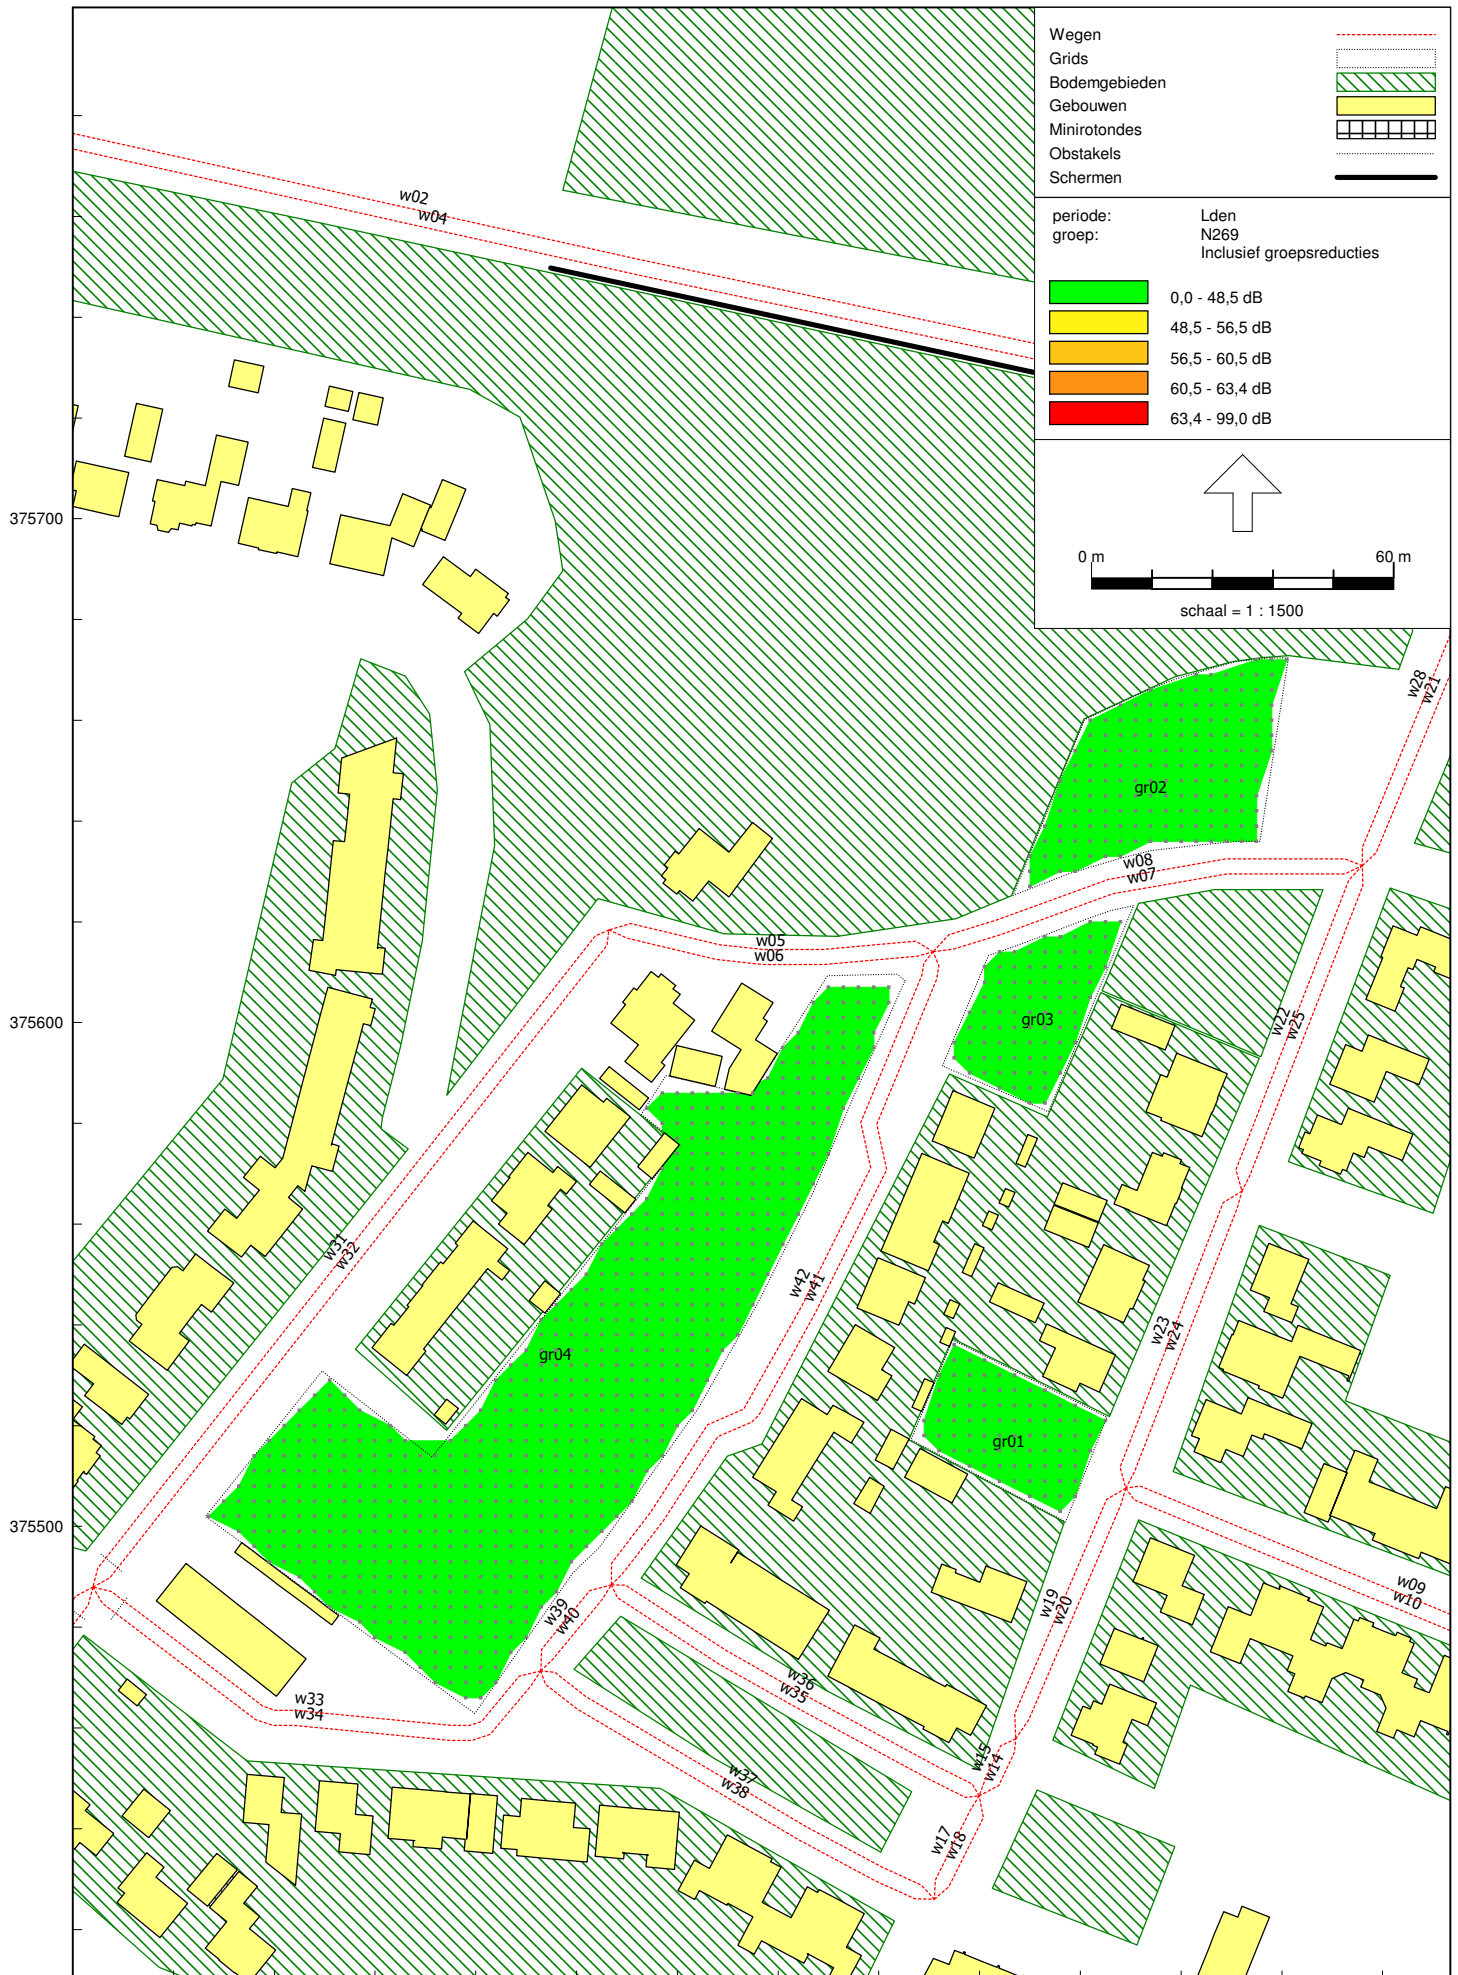 Wegen
Grids
Bodemgebieden
Gebouwen
Minirotondes
Obstakels
Schermen
periode: Lden
groep: N269
Inclusief groepsreducties
0,0 - 48,5 dB
48,5 - 56,5 dB
56,5 - 60,5 dB
60,5 - 63,4 dB
63,4 - 99,0 dB
0 m 60 m
schaal = 1 : 1500
w02
w04
375700
w28
w21
gr02
w08
w07
w05
w06
375600
gr03
w22
w25
w31
w32
w42
w41
w23
w24
gr04
gr01
375500
w09
w10
w39
w40
w19
w20
w36
w35
w33
w34
w15
w14
w37
w38
w17
w18